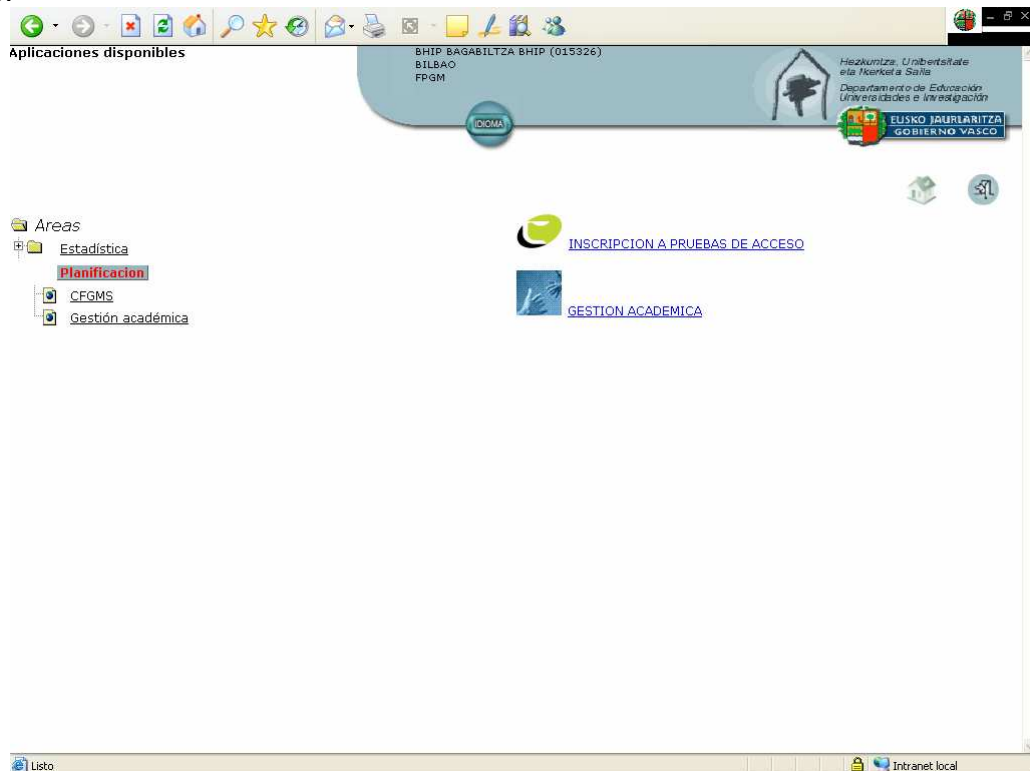 Aplicaciones disponibles
BHIP BAGABILTZA BHIP (015326)
BILBAO
FPGM
IDIOMA
Hezkuntza, Unibertsitate
eta Ikerketa Saila
Departamento de Educación
Universidades e Investigación
EUSKO JAURLARITZA
GOBIERNO VASCO
Areas
Estadística
Planificacion
CFGMS
Gestión académica
INSCRIPCION A PRUEBAS DE ACCESO
GESTION ACADEMICA
Listo
Intranet local